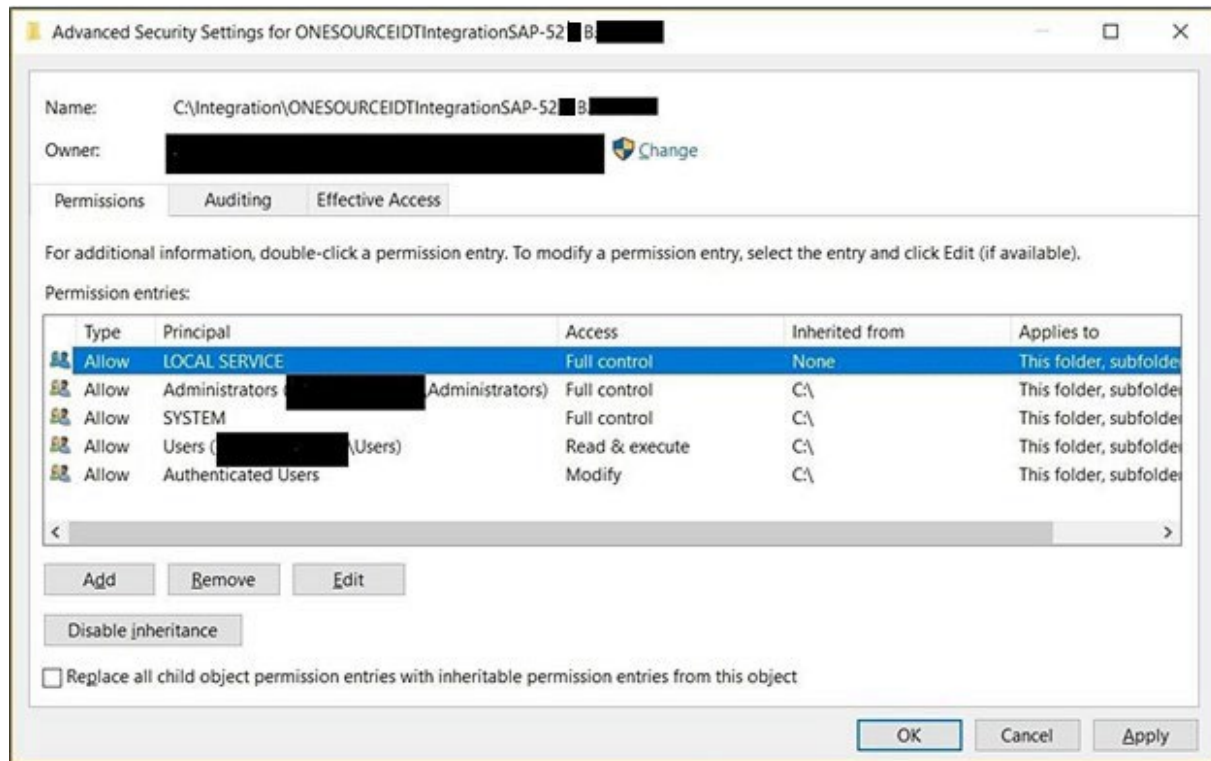 Advanced Security Settings for ONESOURCEIDTIntegrationSAP-52 B.
Name: C:\Integration\ONESOURCEIDTIntegrationSAP-52 B.
Owner: Change
Permissions Auditing Effective Access
For additional information, double-click a permission entry. To modify a permission entry, select the entry and click Edit (if available).
Permission entries:
Type Principal Access Inherited from Applies to
Allow LOCAL SERVICE Full control None This folder, subfolde
Allow Administrators ( Administrators) Full control C:\ This folder, subfolde
Allow SYSTEM Full control C:\ This folder, subfolde
Allow Users ( \Users) Read & execute C:\ This folder, subfolde
Allow Authenticated Users Modify C:\ This folder, subfolde
Add Remove Edit
Disable inheritance
Replace all child object permission entries with inheritable permission entries from this object
OK Cancel Apply